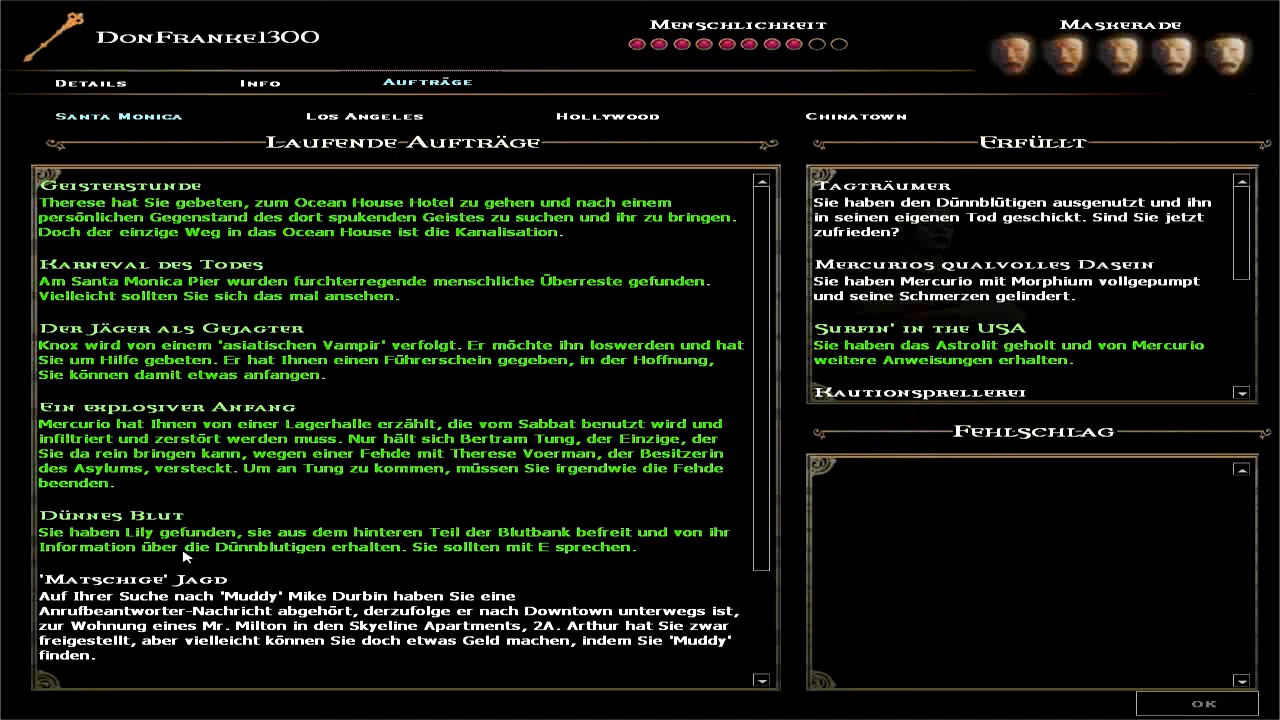 DonFranke1300
Menschlichkeit
Maskerade
Details
Info
Aufträge
Santa Monica
Los Angeles
Hollywood
Chinatown
Laufende Aufträge
Geisterstunde
Therese hat Sie gebeten, zum Ocean House Hotel zu gehen und nach einem
persönlichen Gegenstand des dort spukenden Geistes zu suchen und ihr zu bringen.
Doch der einzige Weg in das Ocean House ist die Kanalisation.
Karneval des Todes
Am Santa Monica Pier wurden furchterregende menschliche Überreste gefunden.
Vielleicht sollten Sie sich das mal ansehen.
Der Jäger als Gejagter
Knox wird von einem 'asiatischen Vampir' verfolgt. Er möchte ihn loswerden und hat
Sie um Hilfe gebeten. Er hat Ihnen einen Führerschein gegeben, in der Hoffnung,
Sie können damit etwas anfangen.
Ein explosiver Anfang
Mercurio hat Ihnen von einer Lagerhalle erzählt, die vom Sabbat benutzt wird und
infiltriert und zerstört werden muss. Nur hält sich Bertram Tung, der Einzige, der
Sie da rein bringen kann, wegen einer Fehde mit Therese Voerman, der Besitzerin
des Asylums, versteckt. Um an Tung zu kommen, müssen Sie irgendwie die Fehde
beenden.
Dünnes Blut
Sie haben Lily gefunden, sie aus dem hinteren Teil der Blutbank befreit und von ihr
Information über die Dünnblutigen erhalten. Sie sollten mit E sprechen.
'Matschige' Jagd
Auf Ihrer Suche nach 'Muddy' Mike Durbin haben Sie eine
Anrufbeantworter-Nachricht abgehört, derzufolge er nach Downtown unterwegs ist,
zur Wohnung eines Mr. Milton in den Skyeline Apartments, 2A. Arthur hat Sie zwar
freigestellt, aber vielleicht können Sie doch etwas Geld machen, indem Sie 'Muddy'
finden.
Erfüllt
Tagträumer
Sie haben den Dünnblütigen ausgenutzt und ihn
in seinen eigenen Tod geschickt. Sind Sie jetzt
zufrieden?
Mercurios qualvolles Dasein
Sie haben Mercurio mit Morphium vollgepumpt
und seine Schmerzen gelindert.
Surfin' in the USA
Sie haben das Astrolit geholt und von Mercurio
weitere Anweisungen erhalten.
Kautionsprellerei
Fehlschlag
OK